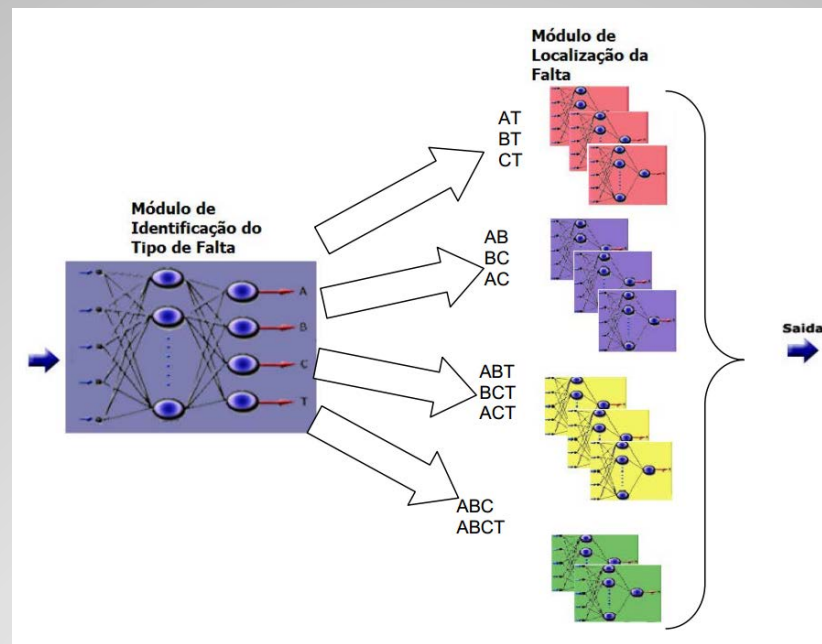 Módulo de
Localização da
Falta
AT
BT
CT
Módulo de
Identificação do
Tipo de Falta
A
B
C
T
AB
BC
AC
Saida
ABT
BCT
ACT
ABC
ABCT